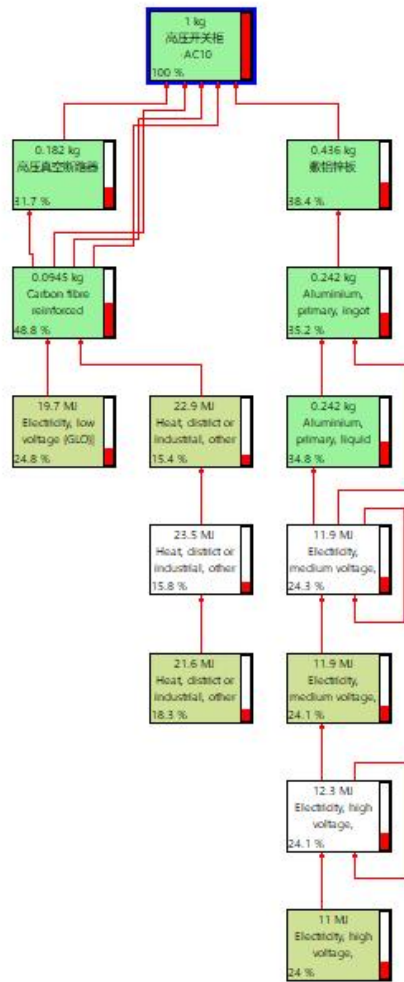 1 kg
高压开关柜
AC10
100 %
0.182 kg
高压真空断路器
31.7 %
0.436 kg
敷铝锌板
38.4 %
0.0945 kg
Carbon fibre
reinforced
48.8 %
0.242 kg
Aluminium,
primary, ingot
35.2 %
19.7 MJ
Electricity, low
voltage {GLO}|
24.8 %
22.9 MJ
Heat, district or
industrial, other
15.4 %
0.242 kg
Aluminium,
primary, liquid
34.8 %
23.5 MJ
Heat, district or
industrial, other
15.8 %
11.9 MJ
Electricity,
medium voltage,
24.3 %
21.6 MJ
Heat, district or
industrial, other
18.3 %
11.9 MJ
Electricity,
medium voltage,
24.1 %
12.3 MJ
Electricity, high
voltage,
24.1 %
11 MJ
Electricity, high
voltage,
24 %